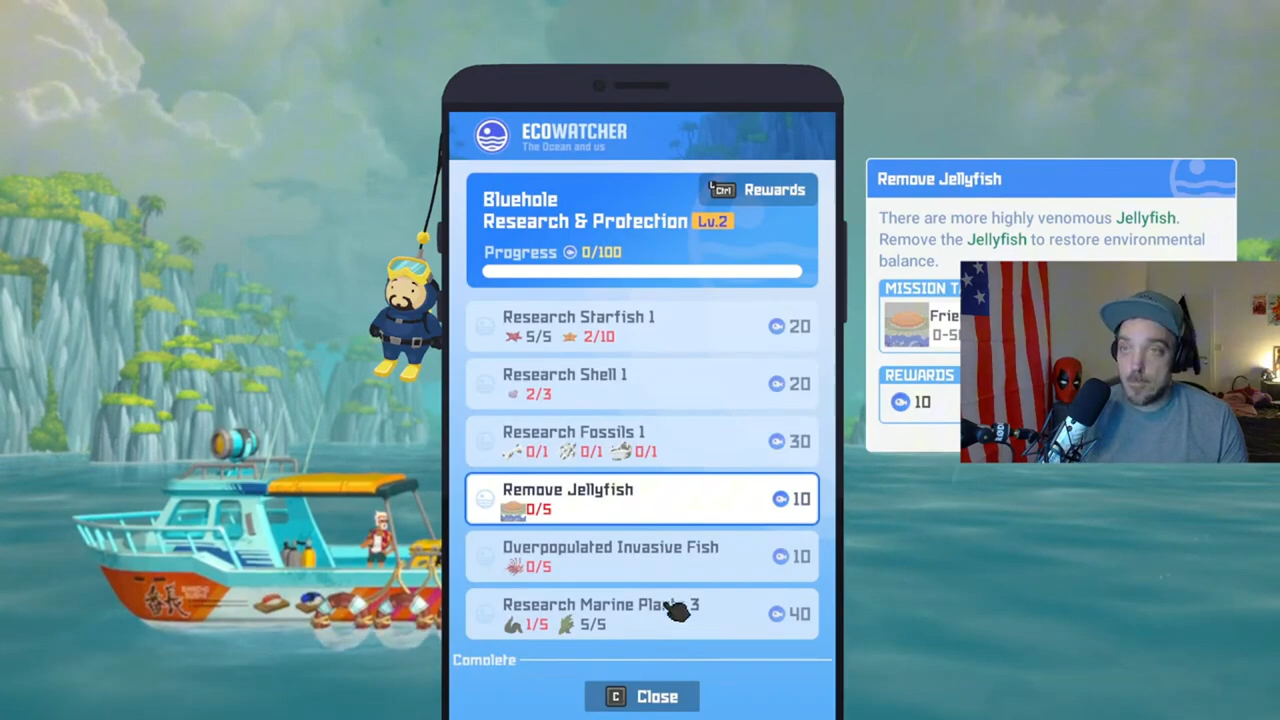 ECOWATCHER
The Ocean and us
Bluehole
Ctrl Rewards
Research & Protection Lv.2
Progress 0/100
Research Starfish 1
5/5 2/10
20
Research Shell 1
2/3
20
Research Fossils 1
0/1 0/1 0/1
30
Remove Jellyfish
0/5
10
Overpopulated Invasive Fish
0/5
10
Research Marine 3
1/5 5/5
40
Complete
C Close
Remove Jellyfish
There are more highly venomous Jellyfish.
Remove the Jellyfish to restore environmental
balance.
MISSION
REWARDS
10